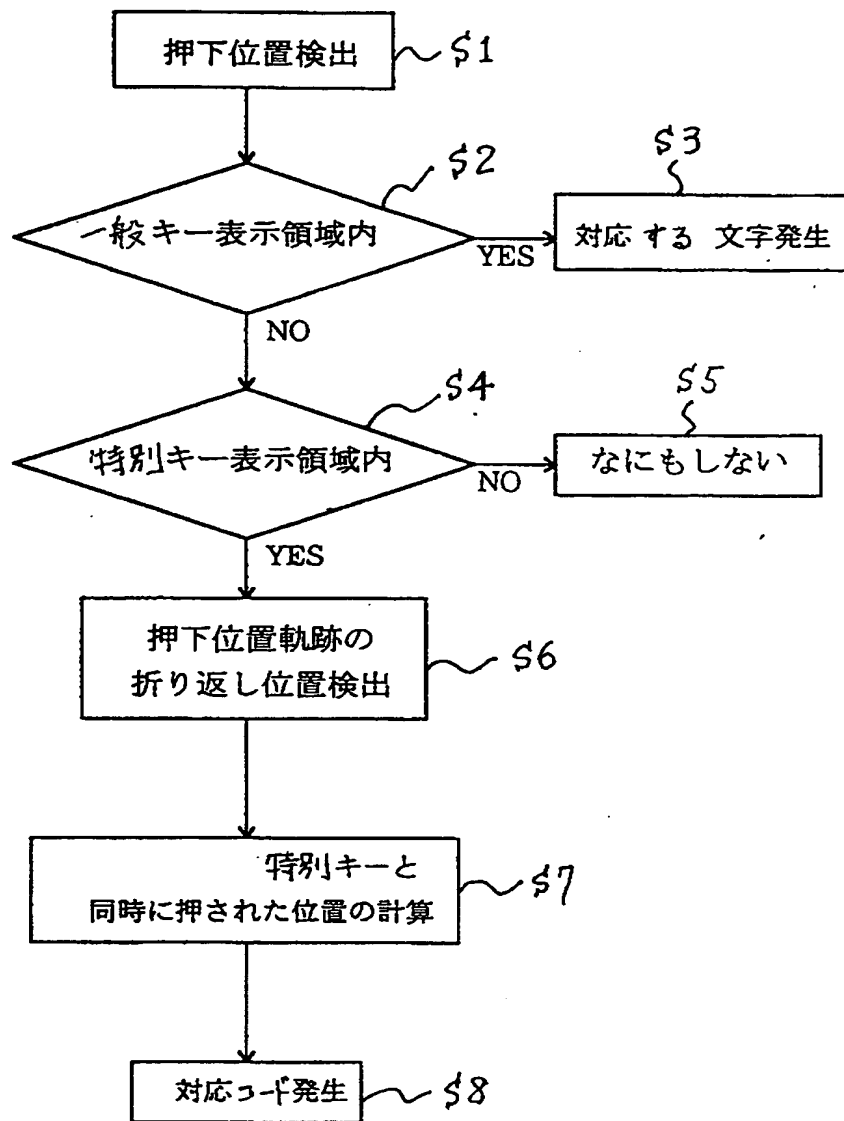 押下位置検出
S1
S2
一般キー表示領域内
YES
S3
対応する 文字発生
NO
S4
特別キー表示領域内
NO
S5
なにもしない
YES
押下位置軌跡の
折り返し位置検出
S6
特別キーと
同時に押された位置の計算
S7
対応コード発生
S8